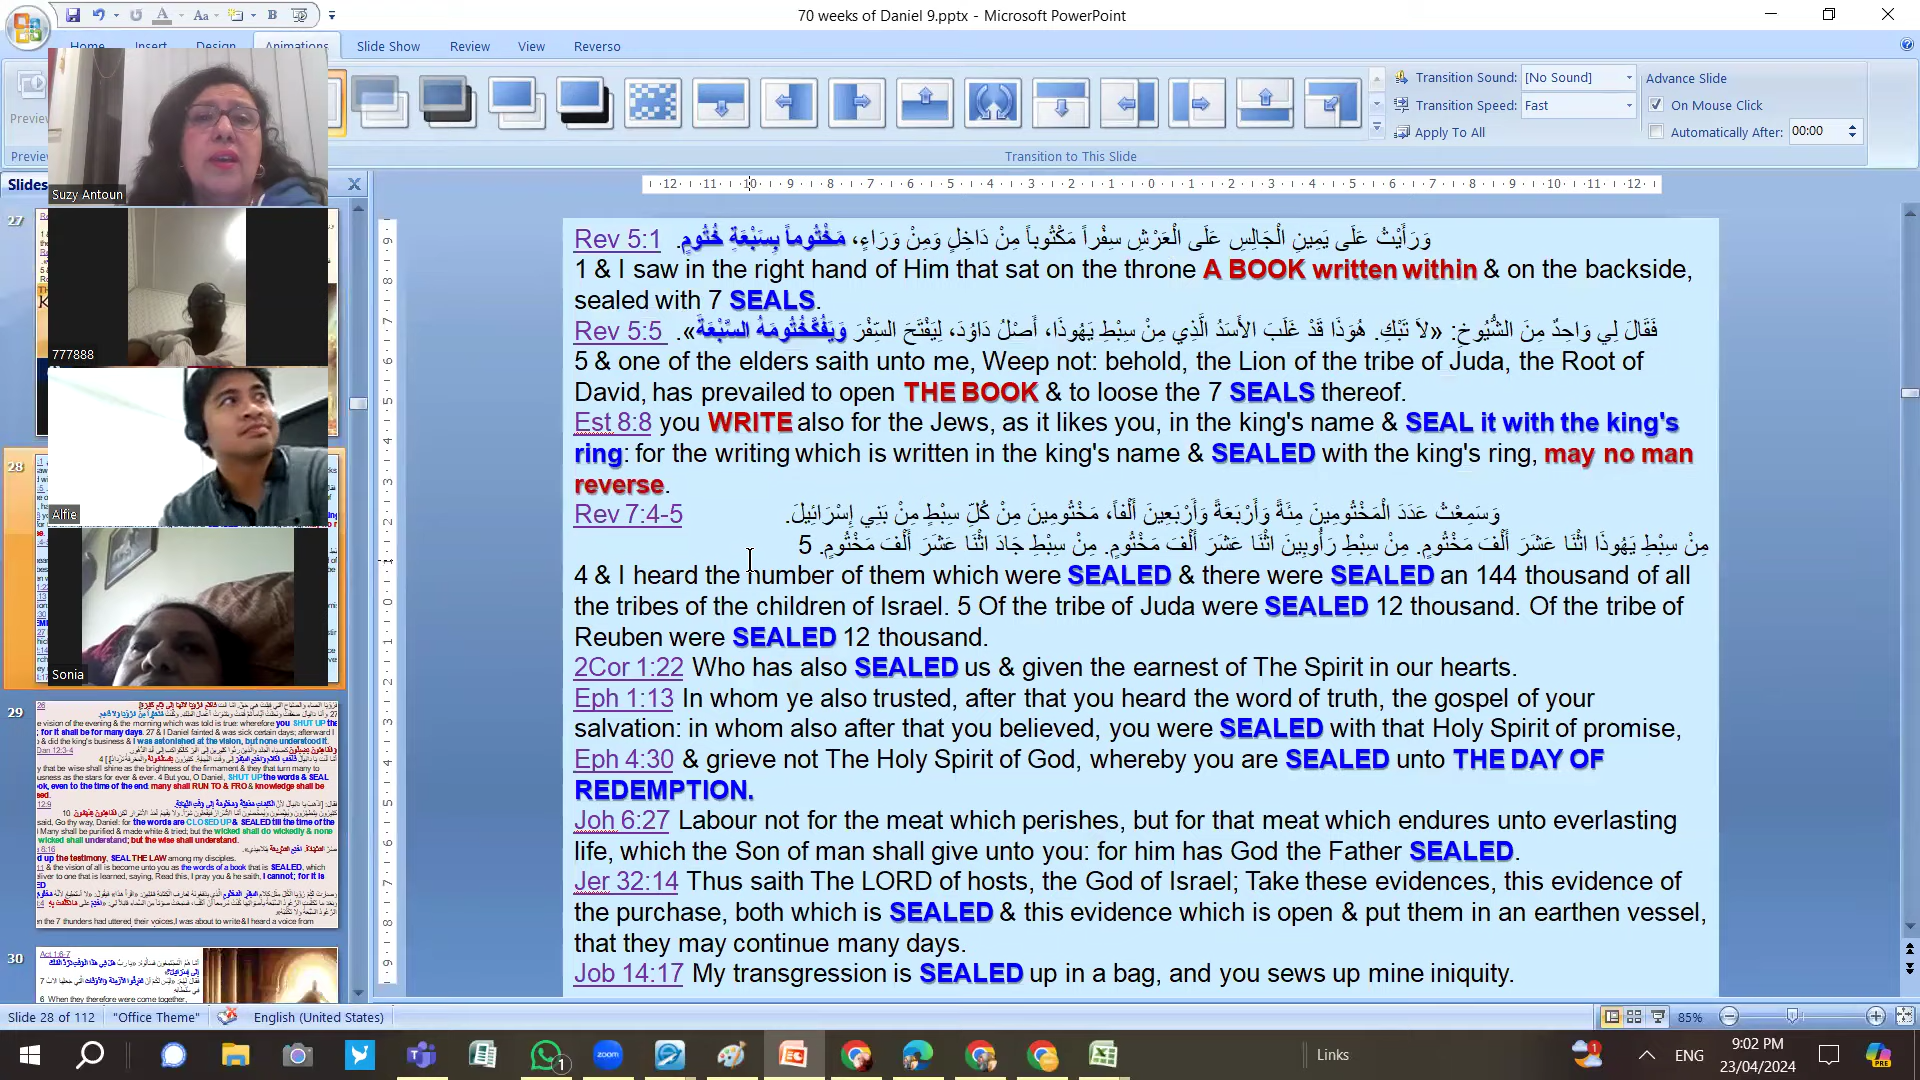 70 weeks of Daniel 9.pptx - Microsoft PowerPoint
Home Insert Design Animations Slide Show Review View Reverso
Preview
Preview
Transition Sound: [No Sound]
Transition Speed: Fast
Apply To All
Advance Slide
On Mouse Click
Automatically After: 00:00
Transition to This Slide
Slides
Suzy Antoun
777888
Alfie
Sonia
27
28
29
30
Rev 5:1 وَرَأَيْتُ عَلَى يَمِينِ الْجَالِسِ عَلَى الْعَرْشِ سِفْراً مَكْتُوباً مِنْ دَاخِلٍ وَمِنْ وَرَاءٍ، مَخْتُوماً بِسَبْعَةِ خُتُومٍ.
1 & I saw in the right hand of Him that sat on the throne A BOOK written within & on the backside,
sealed with 7 SEALS.
Rev 5:5 فَقَالَ لِي وَاحِدٌ مِنَ الشُّيُوخِ: «لاَ تَبْكِ. هُوَذَا قَدْ غَلَبَ الأَسَدُ الَّذِي مِنْ سِبْطِ يَهُوذَا، أَصْلُ دَاوُدَ، لِيَفْتَحَ السِّفْرَ وَيَفُكَّخُتُومَهُ السَّبْعَةَ».
5 & one of the elders saith unto me, Weep not: behold, the Lion of the tribe of Juda, the Root of
David, has prevailed to open THE BOOK & to loose the 7 SEALS thereof.
Est 8:8 you WRITE also for the Jews, as it likes you, in the king's name & SEAL it with the king's
ring: for the writing which is written in the king's name & SEALED with the king's ring, may no man
reverse.
Rev 7:4-5 وَسَمِعْتُ عَدَدَ الْمَخْتُومِينَ مِئَةً وَأَرْبَعَةً وَأَرْبَعِينَ أَلْفاً، مَخْتُومِينَ مِنْ كُلِّ سِبْطٍ مِنْ بَنِي إِسْرَائِيلَ.
مِنْ سِبْطِ يَهُوذَا اثْنَا عَشَرَ أَلْفَ مَخْتُومٍ. مِنْ سِبْطِ رَأُوبِينَ اثْنَا عَشَرَ أَلْفَ مَخْتُومٍ. مِنْ سِبْطِ جَادَ اثْنَا عَشَرَ أَلْفَ مَخْتُومٍ. 5
4 & I heard the number of them which were SEALED & there were SEALED an 144 thousand of all
the tribes of the children of Israel. 5 Of the tribe of Juda were SEALED 12 thousand. Of the tribe of
Reuben were SEALED 12 thousand.
2Cor 1:22 Who has also SEALED us & given the earnest of The Spirit in our hearts.
Eph 1:13 In whom ye also trusted, after that you heard the word of truth, the gospel of your
salvation: in whom also after that you believed, you were SEALED with that Holy Spirit of promise,
Eph 4:30 & grieve not The Holy Spirit of God, whereby you are SEALED unto THE DAY OF
REDEMPTION.
Joh 6:27 Labour not for the meat which perishes, but for that meat which endures unto everlasting
life, which the Son of man shall give unto you: for him has God the Father SEALED.
Jer 32:14 Thus saith The LORD of hosts, the God of Israel; Take these evidences, this evidence of
the purchase, both which is SEALED & this evidence which is open & put them in an earthen vessel,
that they may continue many days.
Job 14:17 My transgression is SEALED up in a bag, and you sews up mine iniquity.
Slide 28 of 112 "Office Theme" English (United States) 85%
zoom
Links
ENG
9:02 PM
23/04/2024